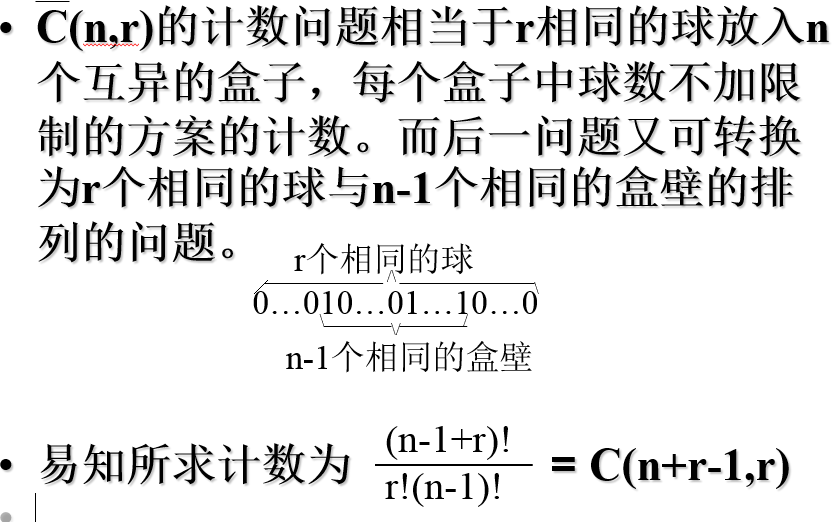 • C̅(n,r)的计数问题相当于r相同的球放入n
个互异的盒子，每个盒子中球数不加限
制的方案的计数。而后一问题又可转换
为r个相同的球与n-1个相同的盒壁的排
列的问题。
r个相同的球
0…010…01…10…0
n-1个相同的盒壁
• 易知所求计数为 (n-1+r)! / r!(n-1)! = C(n+r-1,r)